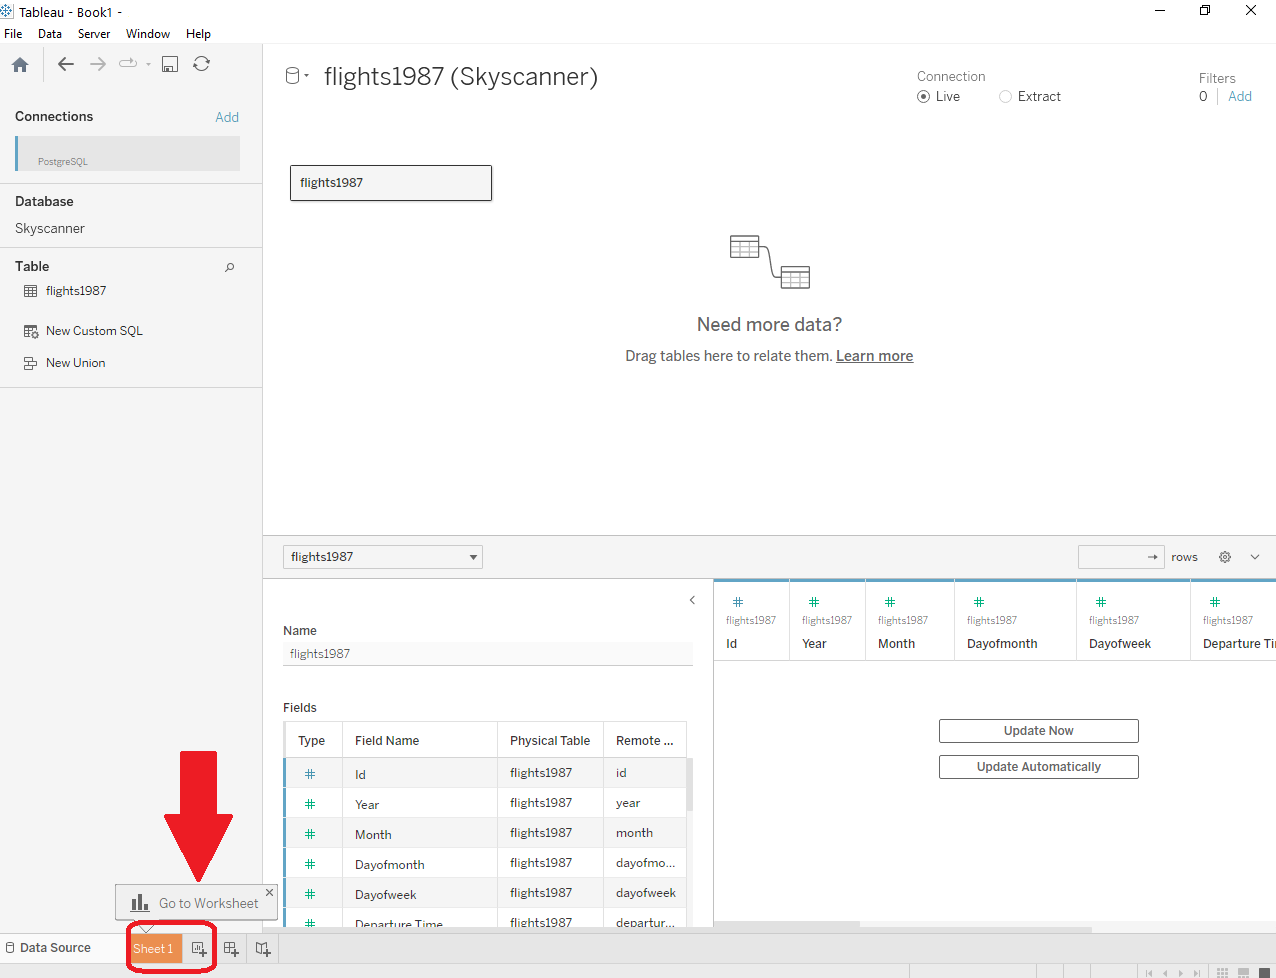 Tableau - Book1 -
File Data Server Window Help
Connections Add
PostgreSQL
Database
Skyscanner
Table
flights1987
New Custom SQL
New Union
flights1987 (Skyscanner)
Connection
Live Extract
Filters
0 Add
flights1987
Need more data?
Drag tables here to relate them. Learn more
flights1987
rows
Name
flights1987
Fields
Type Field Name Physical Table Remote ...
Id flights1987 id
Year flights1987 year
Month flights1987 month
Dayofmonth flights1987 dayofmo...
Dayofweek flights1987 dayofweek
Departure Time flights1987 departur...
flights1987 flights1987 flights1987 flights1987 flights1987 flights1987
Id Year Month Dayofmonth Dayofweek Departure Ti
Update Now
Update Automatically
Go to Worksheet
Data Source Sheet 1